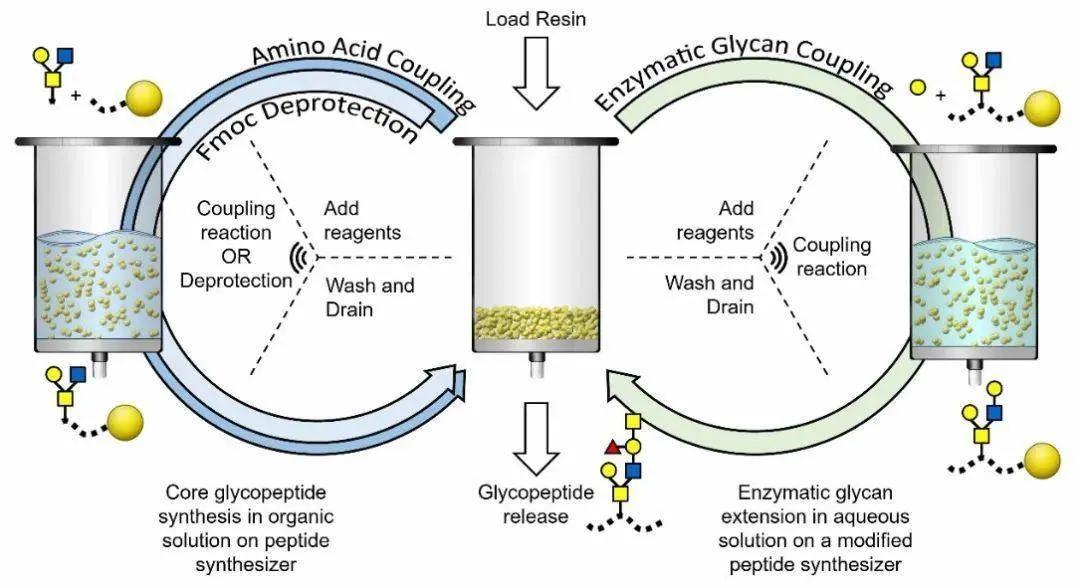 Load Resin
Amino Acid Coupling
Fmoc Deprotection
Enzymatic Glycan Coupling
+
+
Coupling
reaction
OR
Deprotection
Add
reagents
Wash and
Drain
Add
reagents
Wash and
Drain
Coupling
reaction
Core glycopeptide
synthesis in organic
solution on peptide
synthesizer
Glycopeptide
release
Enzymatic glycan
extension in aqueous
solution on a modified
peptide synthesizer